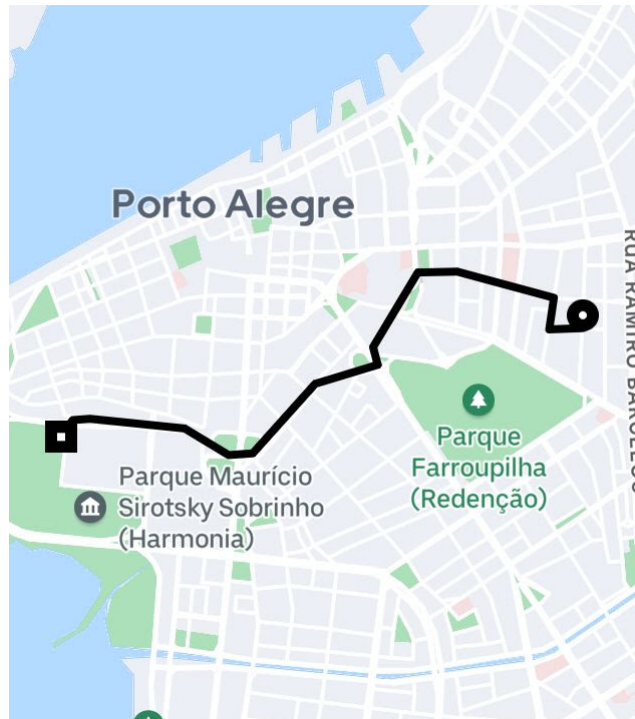 Porto Alegre
RUA RAMIRO BARCELOS
Parque
Farroupilha
(Redenção)
Parque Maurício
Sirotsky Sobrinho
(Harmonia)